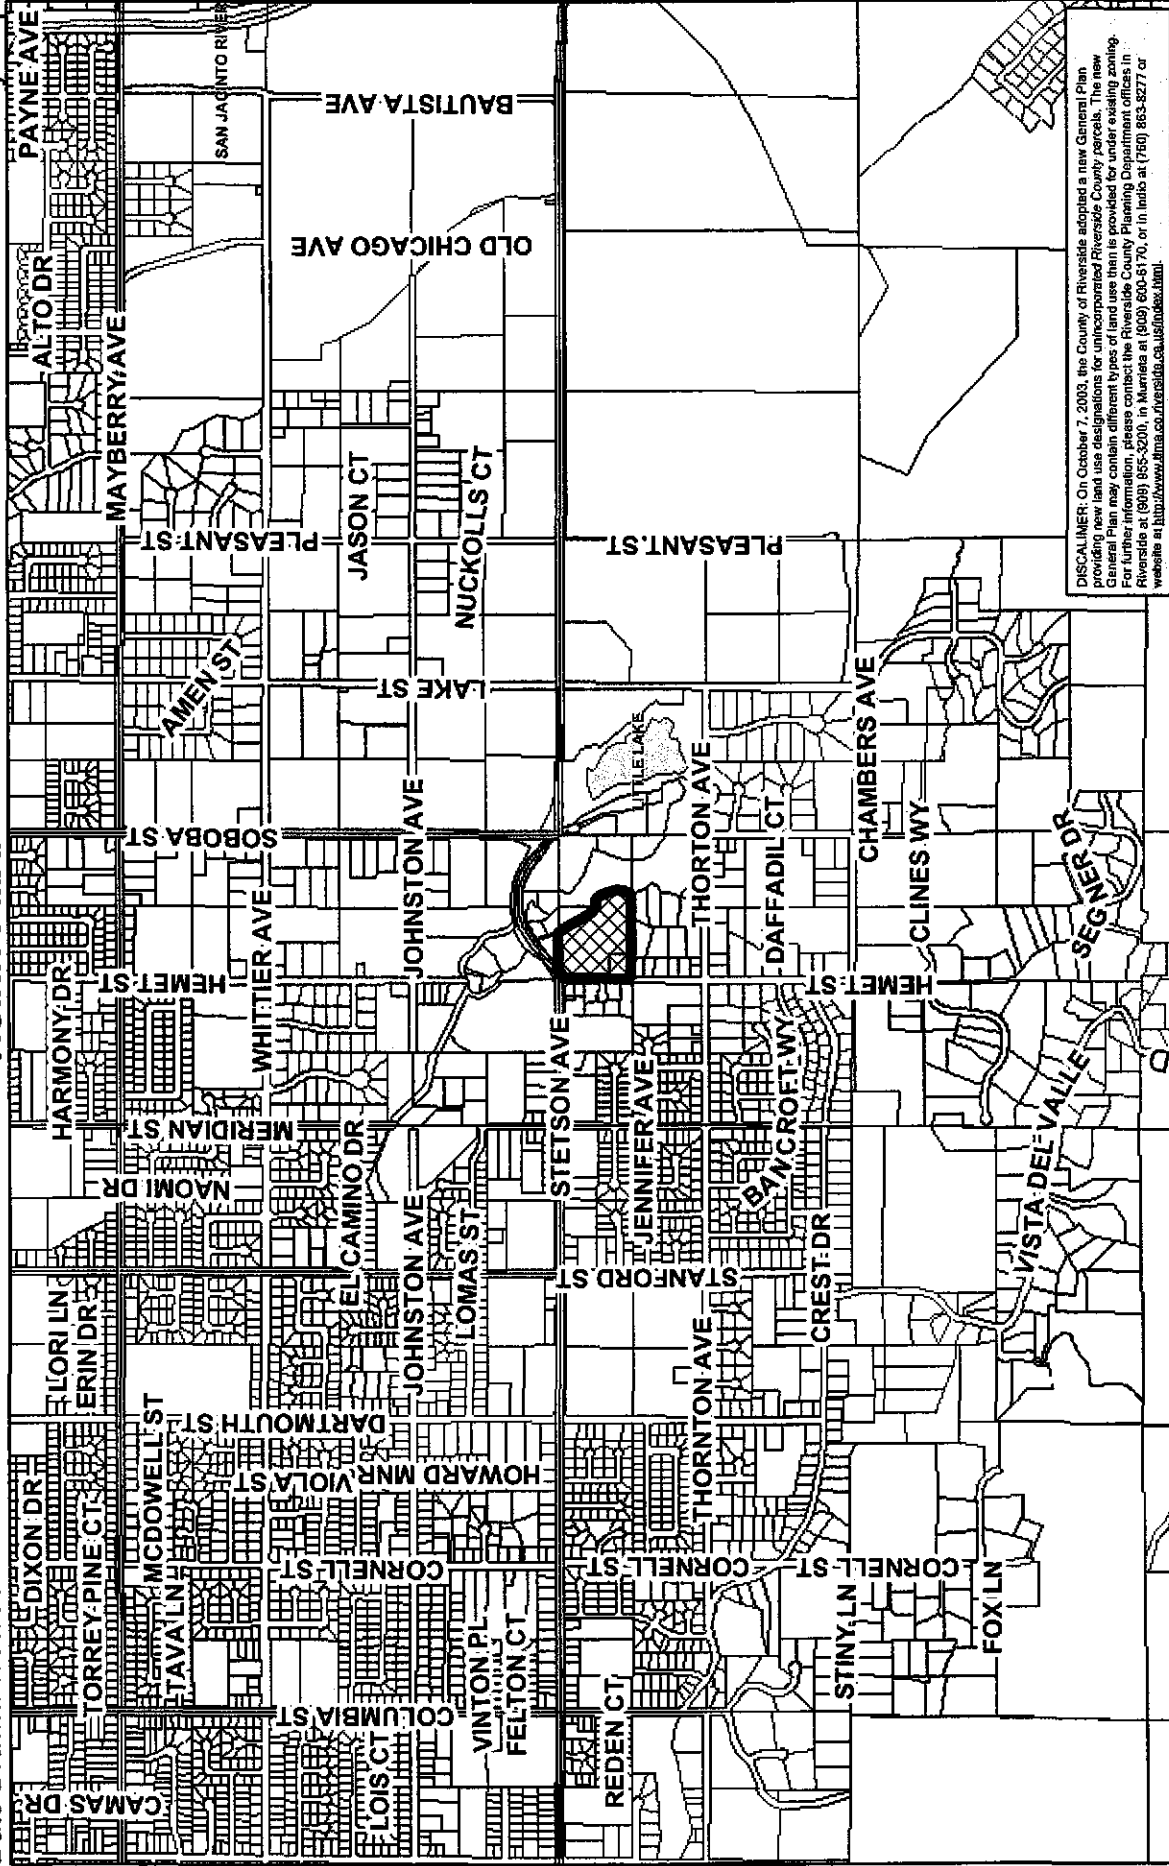 PAYNE AVE
SAN JACINTO RIVER
BAUTISTA AVE
ALTO DR
MAYBERRY AVE
OLD CHICAGO AVE
JASON CT
NUCKOLLS CT
PLEASANT ST
PLEASANT ST
AMEN ST
LAKE ST
LITTLE LAKE
SOBOBA ST
JOHNSTON AVE
THORTON AVE
CHAMBERS AVE
DAFFADIL CT
CLINES WY
SEGNER DR
HARMONY DR
HEMET ST
WHITTIER AVE
HEMET ST
STETSON AVE
JENNIFER AVE
BANCROFT WY
VISTA DEL VALLE
D
MERIDIAN ST
NAOMI DR
EL CAMINO DR
JOHNSTON AVE
LOMAS ST
STANFORD ST
CREST DR
LORI LN
ERIN DR
DARTMOUTH ST
THORNTON AVE
MCDOWELL ST
VIOLA ST
HOWARD MNR
DIXON DR
TORREY PINE CT
TAVA LN
CORNELL ST
CORNELL ST
CORNELL ST
CORNELL ST
STINY LN
FOX LN
VINTON PL
FELTON CT
COLUMBIA ST
REDEN CT
CAMAS DR
LOIS CT
DISCALIMER: On October 7, 2003, the County of Riverside adopted a new General Plan
providing new land use designations for unincorporated Riverside County parcels. The new
General Plan may contain different types of land use than is provided for under existing zoning.
For further information, please contact the Riverside County Planning Department offices in
Riverside at (909) 955-3200, in Murrieta at (909) 600-6170, or in Indio at (760) 863-8277 or
website at http://www.tlma.co.riverside.ca.us/index.html.